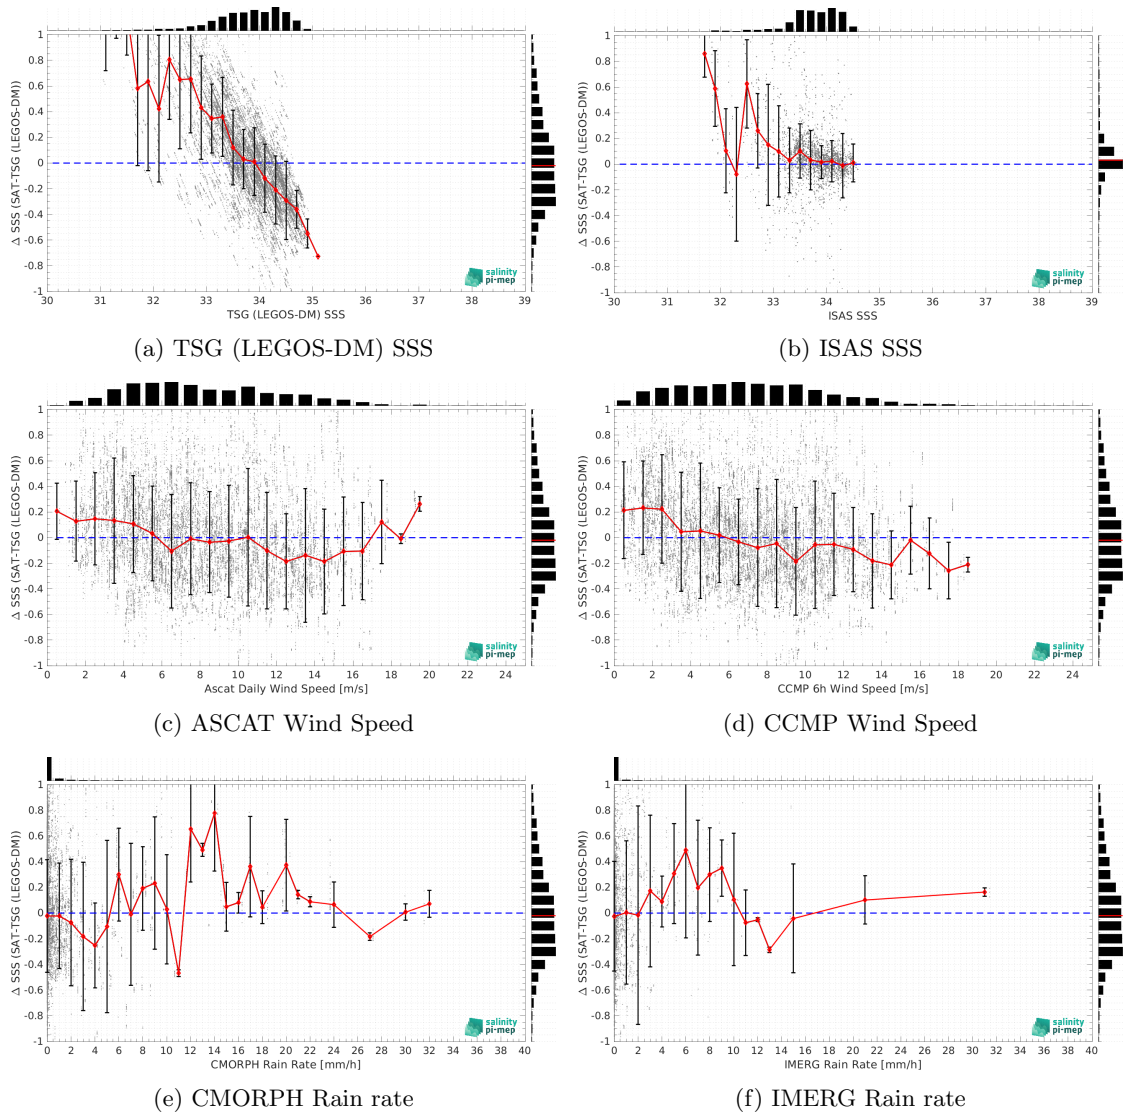 1
0.8
0.6
0.4
0.2
0
-0.2
-0.4
-0.6
-0.8
-1
Δ SSS (SAT-TSG (LEGOS-DM))
salinity
pi-mep
30 31 32 33 34 35 36 37 38 39
TSG (LEGOS-DM) SSS
(a) TSG (LEGOS-DM) SSS
1
0.8
0.6
0.4
0.2
0
-0.2
-0.4
-0.6
-0.8
-1
Δ SSS (SAT-TSG (LEGOS-DM))
salinity
pi-mep
30 31 32 33 34 35 36 37 38 39
ISAS SSS
(b) ISAS SSS
1
0.8
0.6
0.4
0.2
0
-0.2
-0.4
-0.6
-0.8
-1
Δ SSS (SAT-TSG (LEGOS-DM))
salinity
pi-mep
0 2 4 6 8 10 12 14 16 18 20 22 24
Ascat Daily Wind Speed [m/s]
(c) ASCAT Wind Speed
1
0.8
0.6
0.4
0.2
0
-0.2
-0.4
-0.6
-0.8
-1
Δ SSS (SAT-TSG (LEGOS-DM))
salinity
pi-mep
0 2 4 6 8 10 12 14 16 18 20 22 24
CCMP 6h Wind Speed [m/s]
(d) CCMP Wind Speed
1
0.8
0.6
0.4
0.2
0
-0.2
-0.4
-0.6
-0.8
-1
Δ SSS (SAT-TSG (LEGOS-DM))
salinity
pi-mep
0 2 4 6 8 10 12 14 16 18 20 22 24 26 28 30 32 34 36 38 40
CMORPH Rain Rate [mm/h]
(e) CMORPH Rain rate
1
0.8
0.6
0.4
0.2
0
-0.2
-0.4
-0.6
-0.8
-1
Δ SSS (SAT-TSG (LEGOS-DM))
salinity
pi-mep
0 2 4 6 8 10 12 14 16 18 20 22 24 26 28 30 32 34 36 38 40
IMERG Rain Rate [mm/h]
(f) IMERG Rain rate